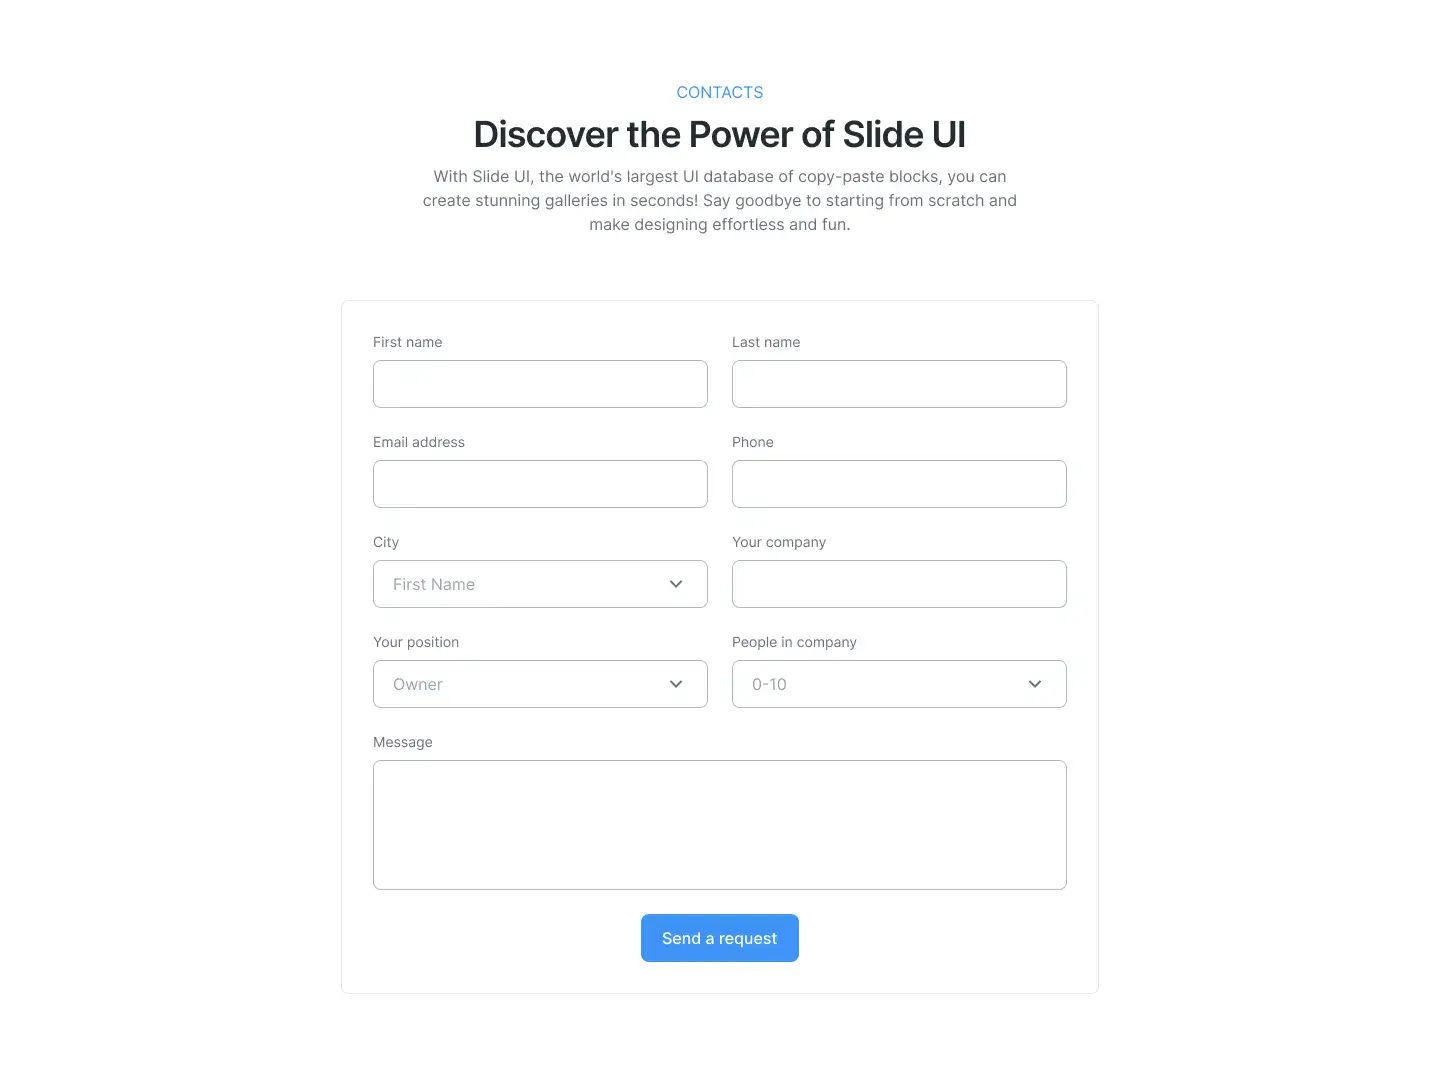 CONTACTS
Discover the Power of Slide UI
With Slide UI, the world's largest UI database of copy-paste blocks, you can
create stunning galleries in seconds! Say goodbye to starting from scratch and
make designing effortless and fun.
First name
Last name
Email address
Phone
City
Your company
First Name
Your position
People in company
Owner
0-10
Message
Send a request